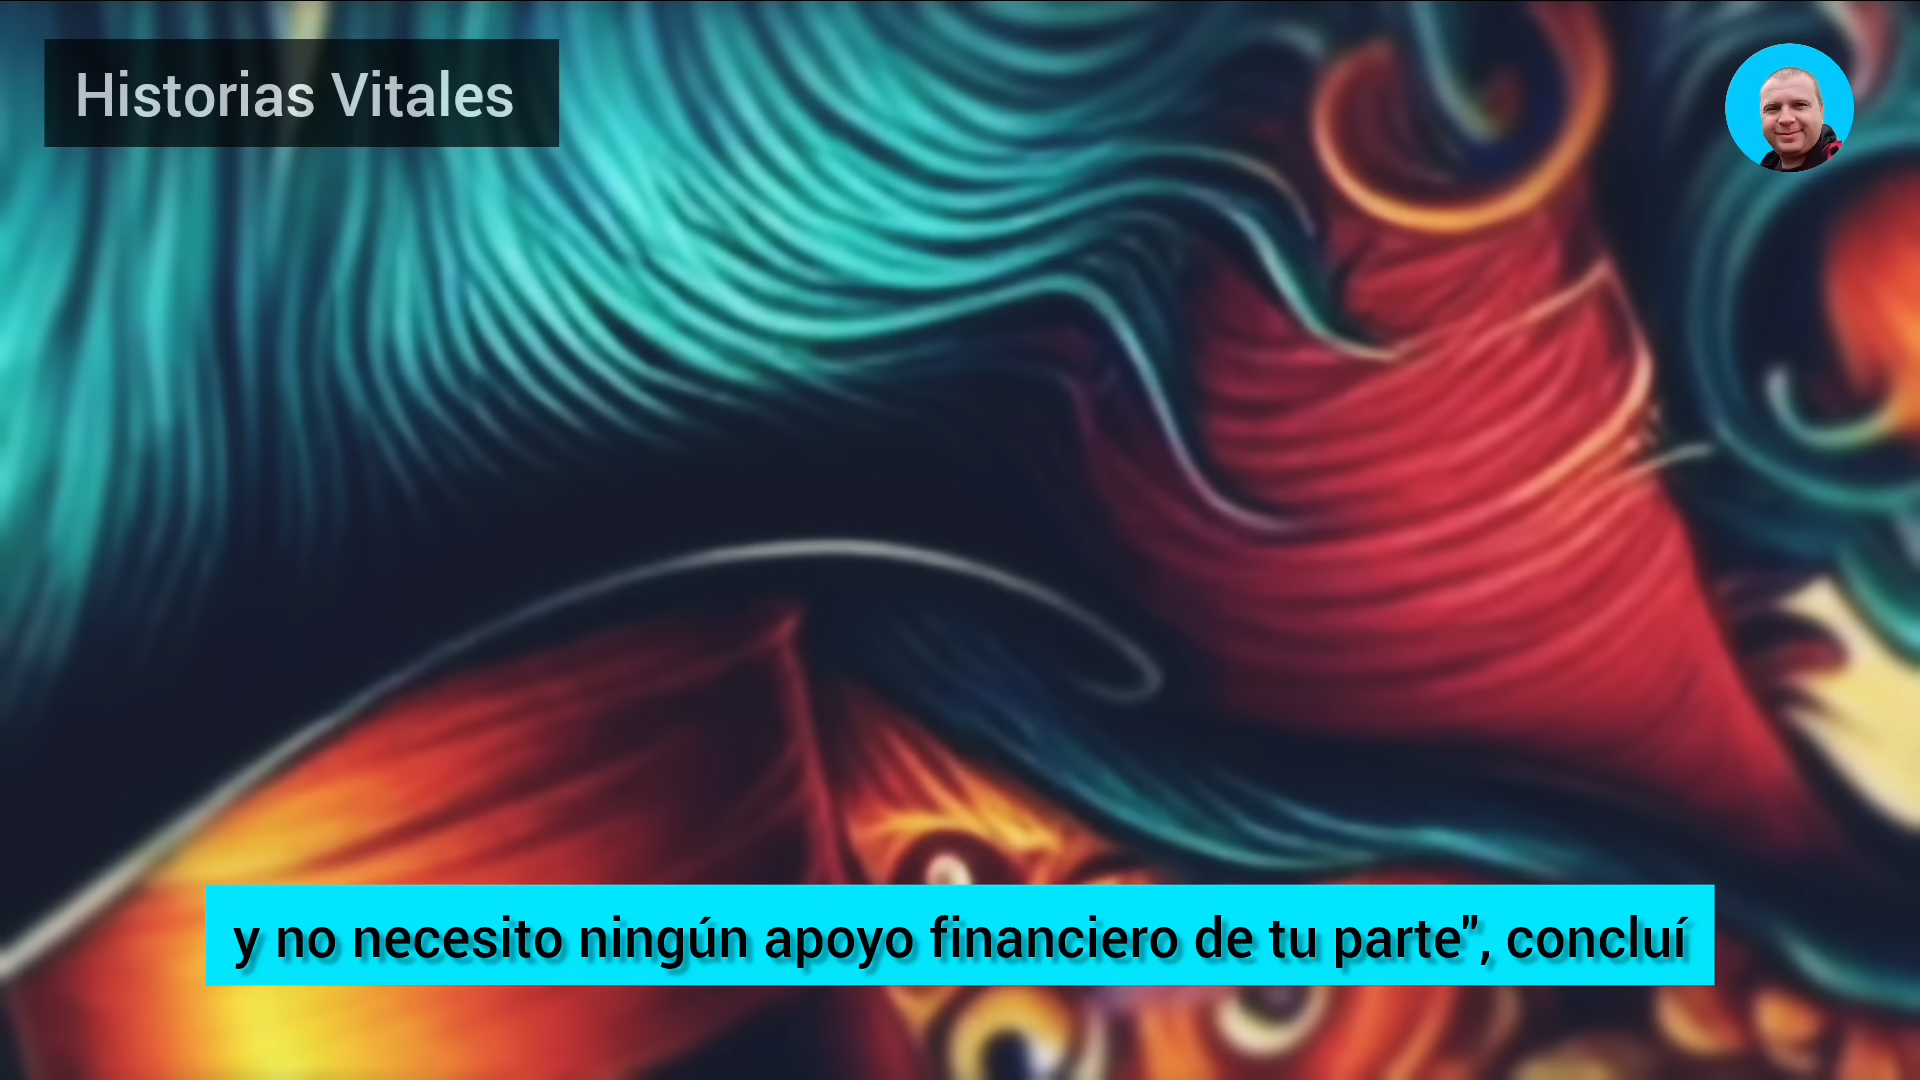 Historias Vitales
y no necesito ningún apoyo financiero de tu parte", concluí